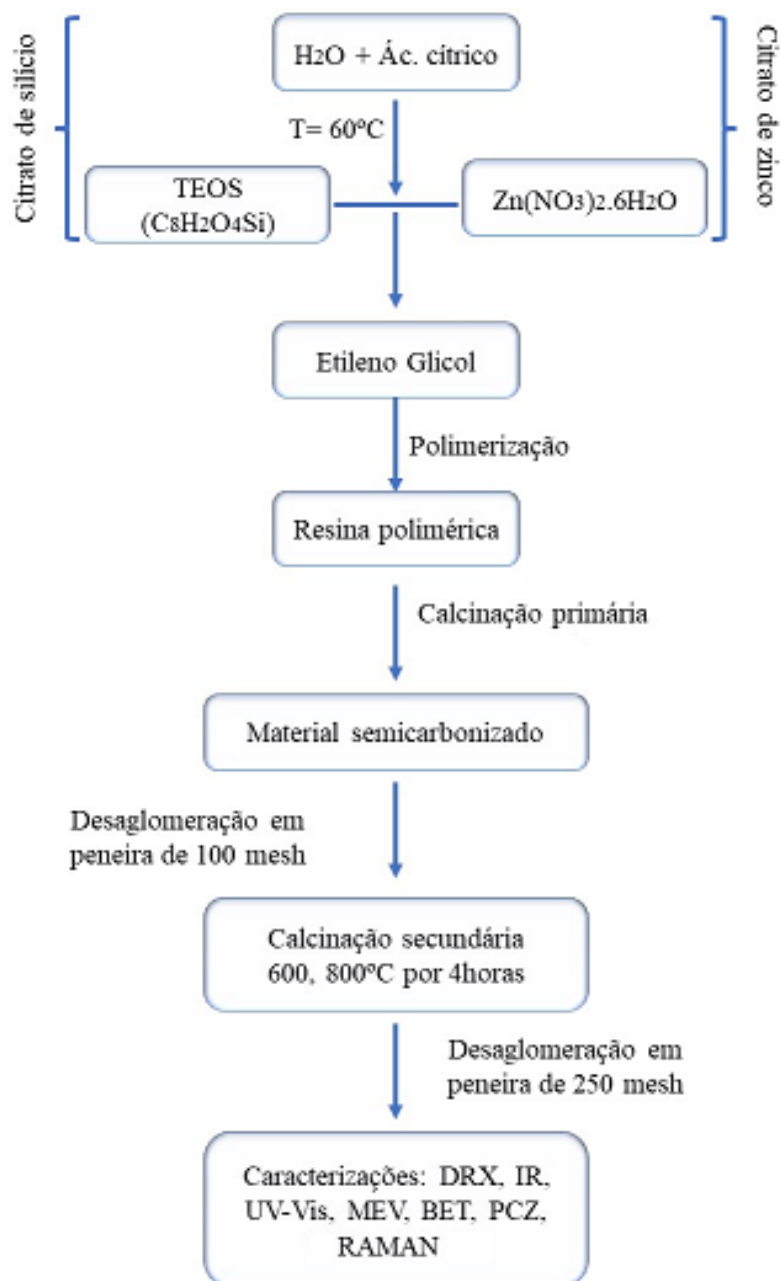 Citrato de silício
H2O + Ác. cítrico
Citrato de zinco
T= 60ºC
TEOS
(C8H2O4Si)
Zn(NO3)2.6H2O
Etileno Glicol
Polimerização
Resina polimérica
Calcinação primária
Material semicarbonizado
Desaglomeração em
peneira de 100 mesh
Calcinação secundária
600, 800ºC por 4horas
Desaglomeração em
peneira de 250 mesh
Caracterizações: DRX, IR,
UV-Vis, MEV, BET, PCZ,
RAMAN